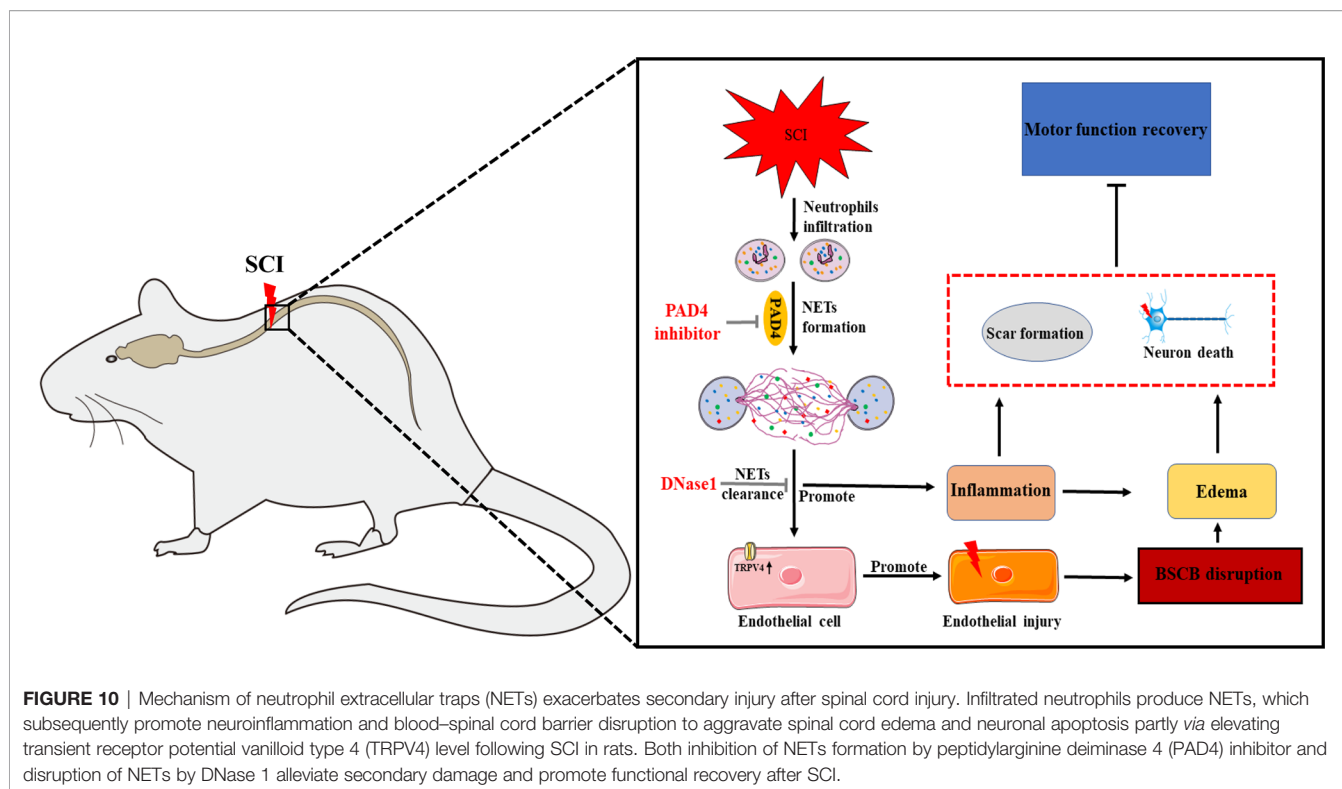 SCI
SCI
Neutrophils
infiltration
PAD4
inhibitor
PAD4
NETs
formation
DNase1
NETs
clearance
Promote
TRPV4
Endothelial cell
Promote
Endothelial injury
Motor function recovery
Scar formation
Neuron death
Inflammation
Edema
BSCB disruption
FIGURE 10 | Mechanism of neutrophil extracellular traps (NETs) exacerbates secondary injury after spinal cord injury. Infiltrated neutrophils produce NETs, which
subsequently promote neuroinflammation and blood–spinal cord barrier disruption to aggravate spinal cord edema and neuronal apoptosis partly via elevating
transient receptor potential vanilloid type 4 (TRPV4) level following SCI in rats. Both inhibition of NETs formation by peptidylarginine deiminase 4 (PAD4) inhibitor and
disruption of NETs by DNase 1 alleviate secondary damage and promote functional recovery after SCI.